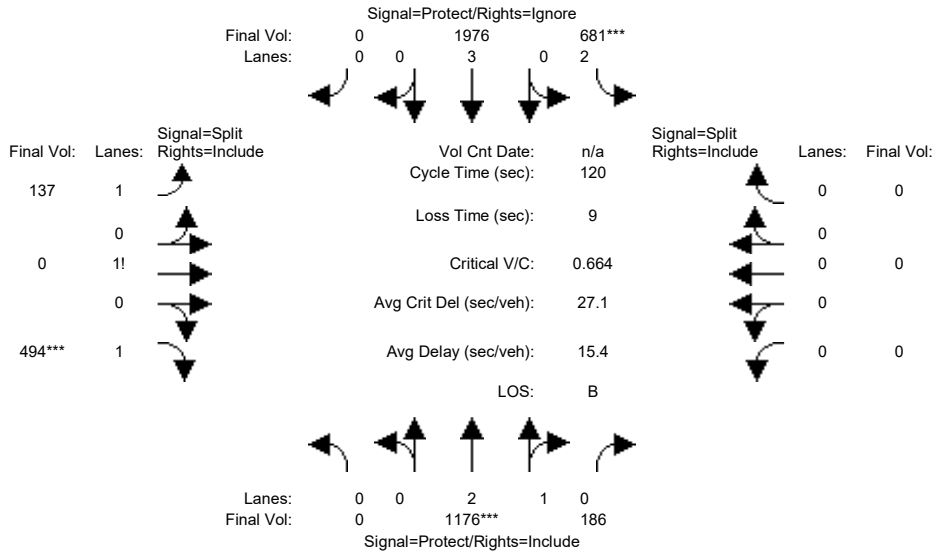 Signal=Protect/Rights=Ignore
Final Vol: 0 1976 681***
Lanes: 0 0 3 0 2
Signal=Split
Final Vol: Lanes: Rights=Include
Vol Cnt Date: n/a
Signal=Split
Rights=Include Lanes: Final Vol:
Cycle Time (sec): 120
137 1
0 0
Loss Time (sec): 9
0
0
0 1!
Critical V/C: 0.664
0 0
0
Avg Crit Del (sec/veh): 27.1
0
494*** 1
Avg Delay (sec/veh): 15.4
0 0
LOS: B
Lanes: 0 0 2 1 0
Final Vol: 0 1176*** 186
Signal=Protect/Rights=Include